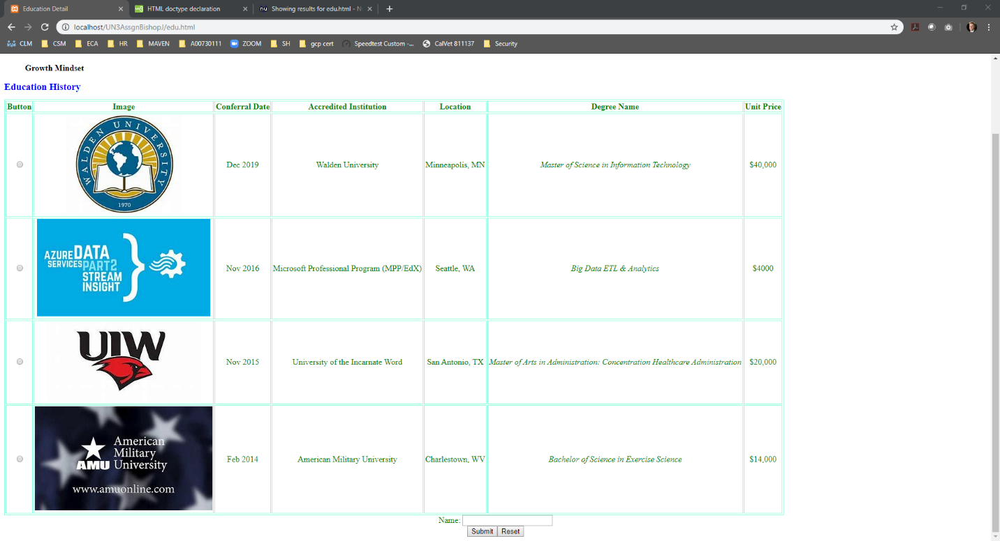 Education Detail
HTML doctype declaration
Showing results for edu.html - N
localhost/UN3AssgnBishopJ/edu.html
CLM CSM ECA HR MAVEN A00730111 ZOOM SH gcp cert Speedtest Custom -... CalVet 811137 Security
Growth Mindset
Education History
Button Image Conferral Date Accredited Institution Location Degree Name Unit Price
WALDEN UNIVERSITY
1970
Dec 2019 Walden University Minneapolis, MN Master of Science in Information Technology $40,000
AZURE DATA
SERVICES PART2
STREAM
INSIGHT
Nov 2016 Microsoft Professional Program (MPP/EdX) Seattle, WA Big Data ETL & Analytics $4000
UIW
Nov 2015 University of the Incarnate Word San Antonio, TX Master of Arts in Administration: Concentration Healthcare Administration $20,000
American
Military
AMU University
www.amuonline.com
Feb 2014 American Military University Charlestown, WV Bachelor of Science in Exercise Science $14,000
Name:
Submit Reset